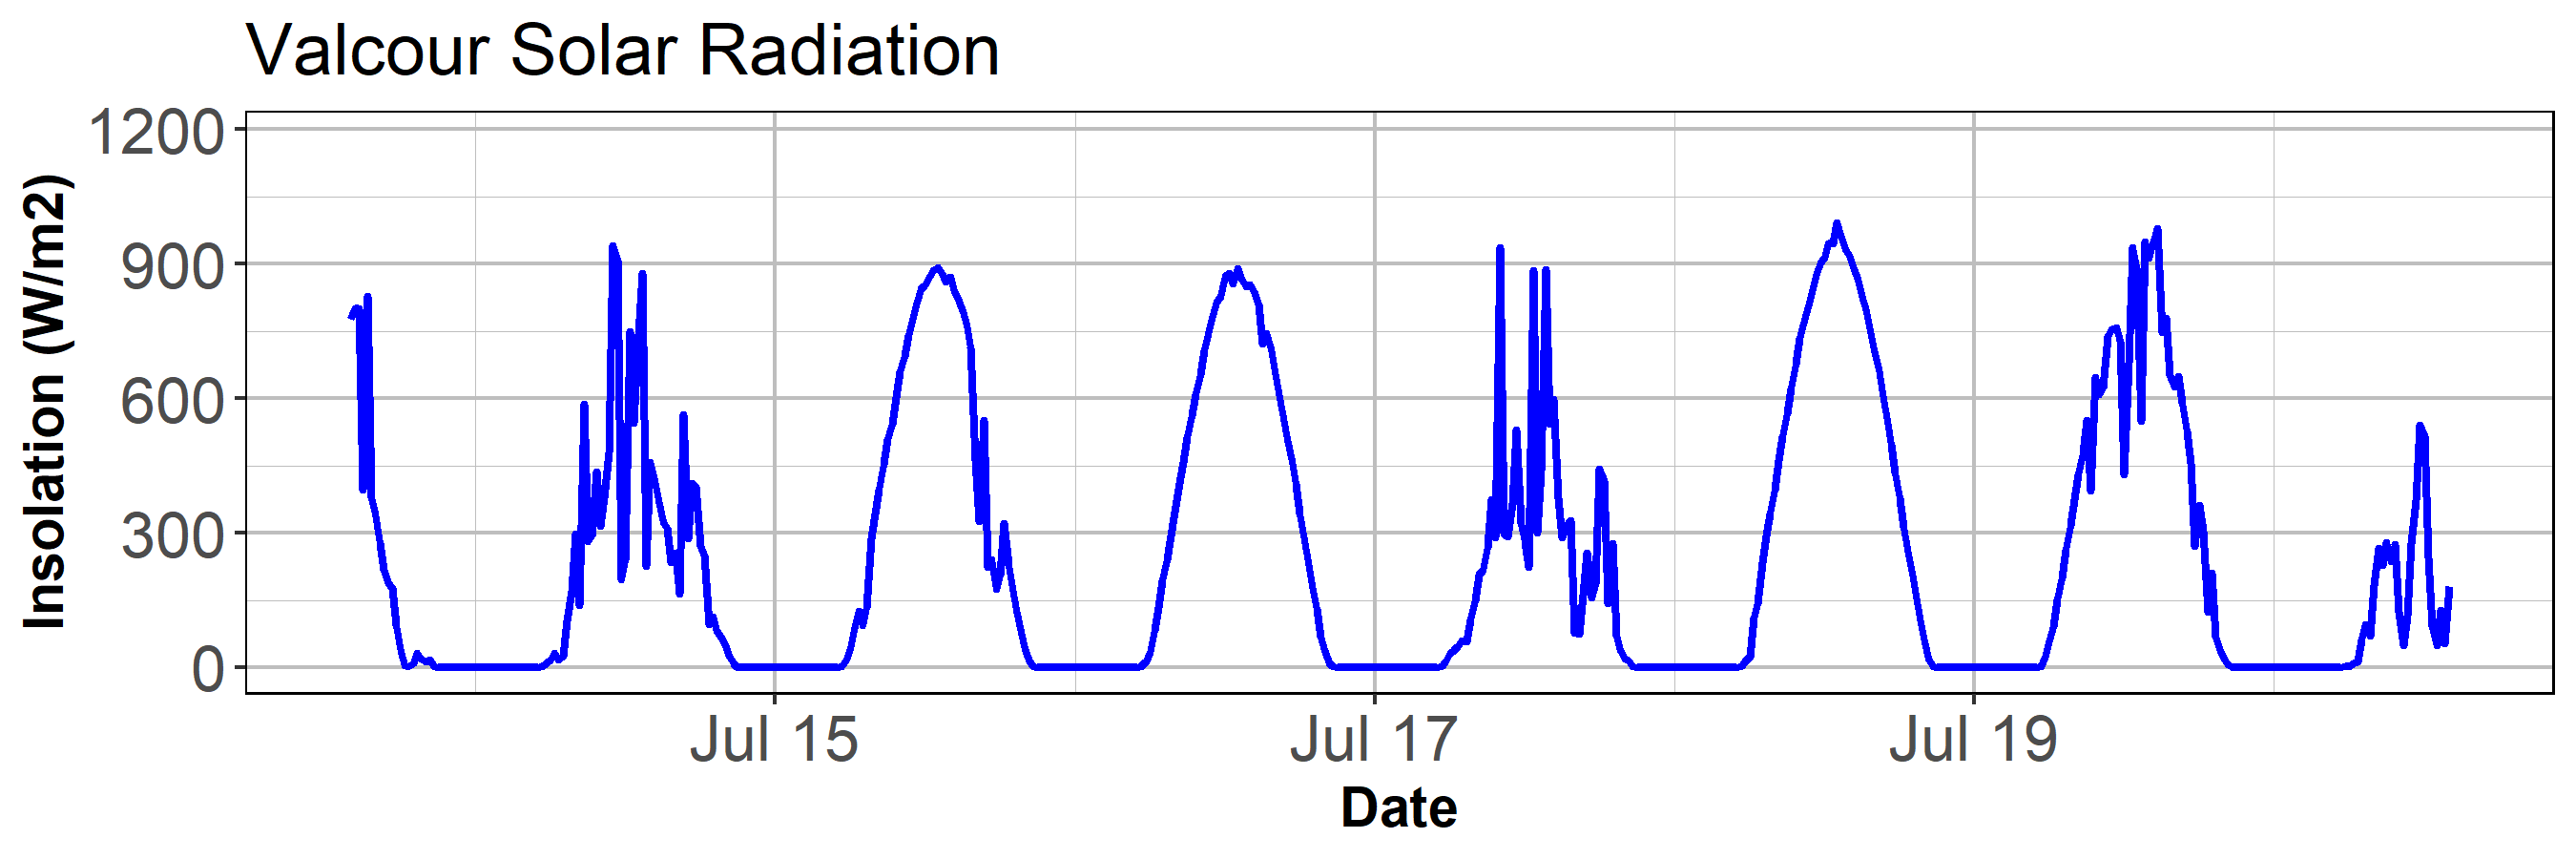 Valcour Solar Radiation
Insolation (W/m2)
1200
900
600
300
0
Jul 15
Jul 17
Jul 19
Date